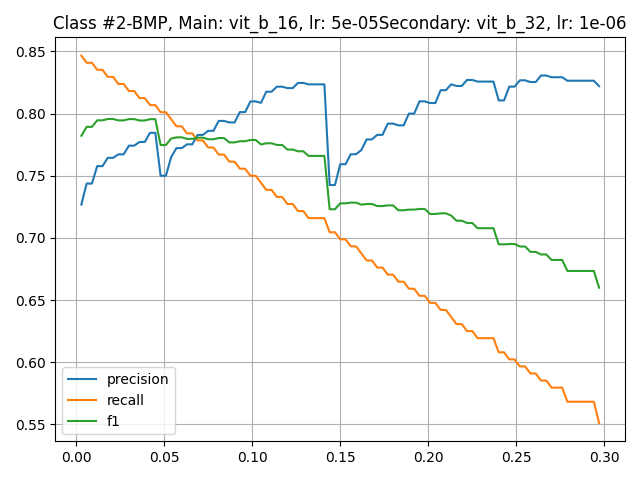 Class #2-BMP, Main: vit_b_16, lr: 5e-05Secondary: vit_b_32, lr: 1e-06
0.85
0.80
0.75
0.70
0.65
0.60
0.55
precision
recall
f1
0.00 0.05 0.10 0.15 0.20 0.25 0.30